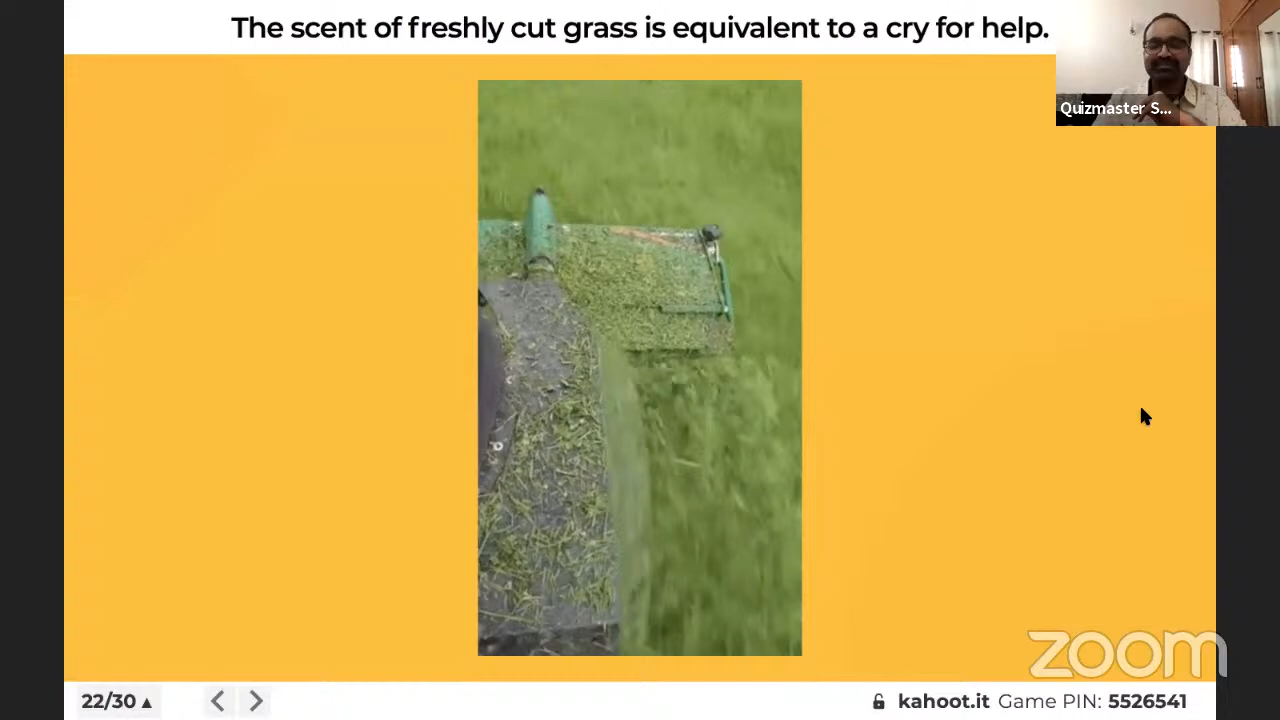 The scent of freshly cut grass is equivalent to a cry for help.
Quizmaster S...
zoom
22/30
kahoot.it Game PIN: 5526541